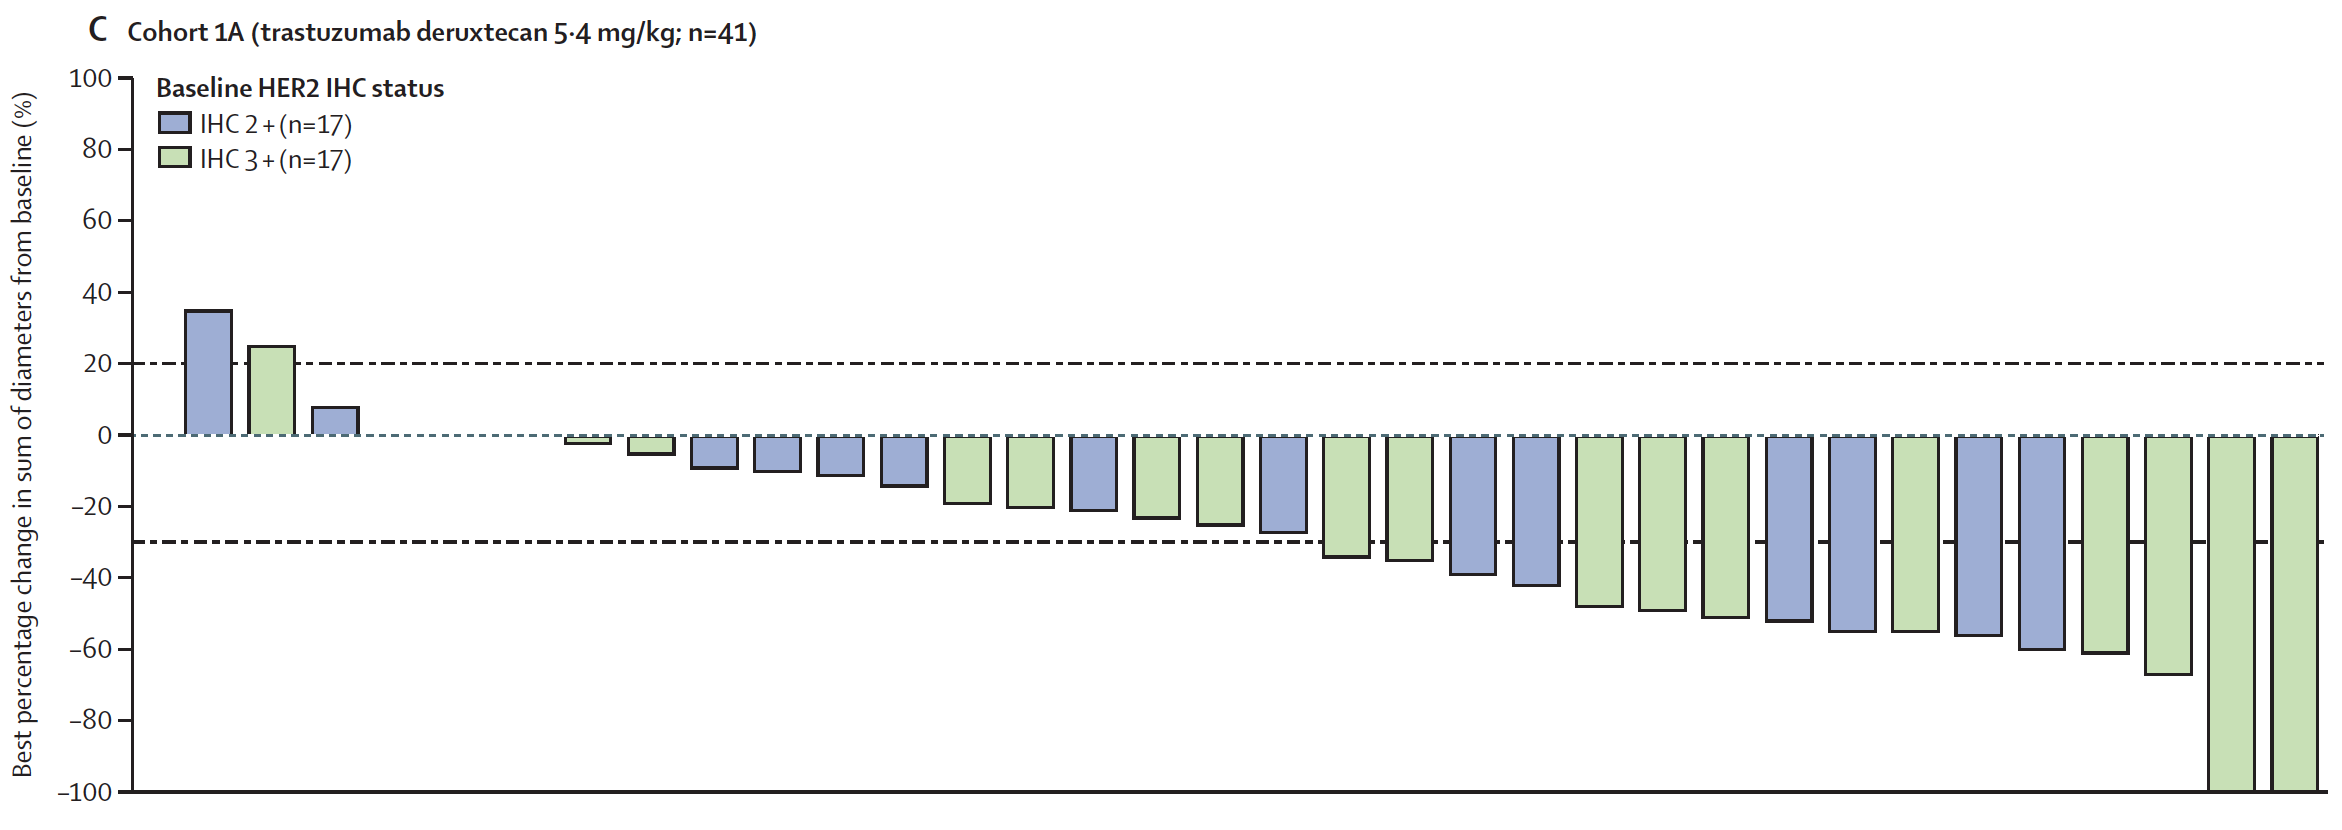 C Cohort 1A (trastuzumab deruxtecan 5·4 mg/kg; n=41)
Best percentage change in sum of diameters from baseline (%)
Baseline HER2 IHC status
IHC 2+ (n=17)
IHC 3+ (n=17)
100
80
60
40
20
0
–20
–40
–60
–80
–100